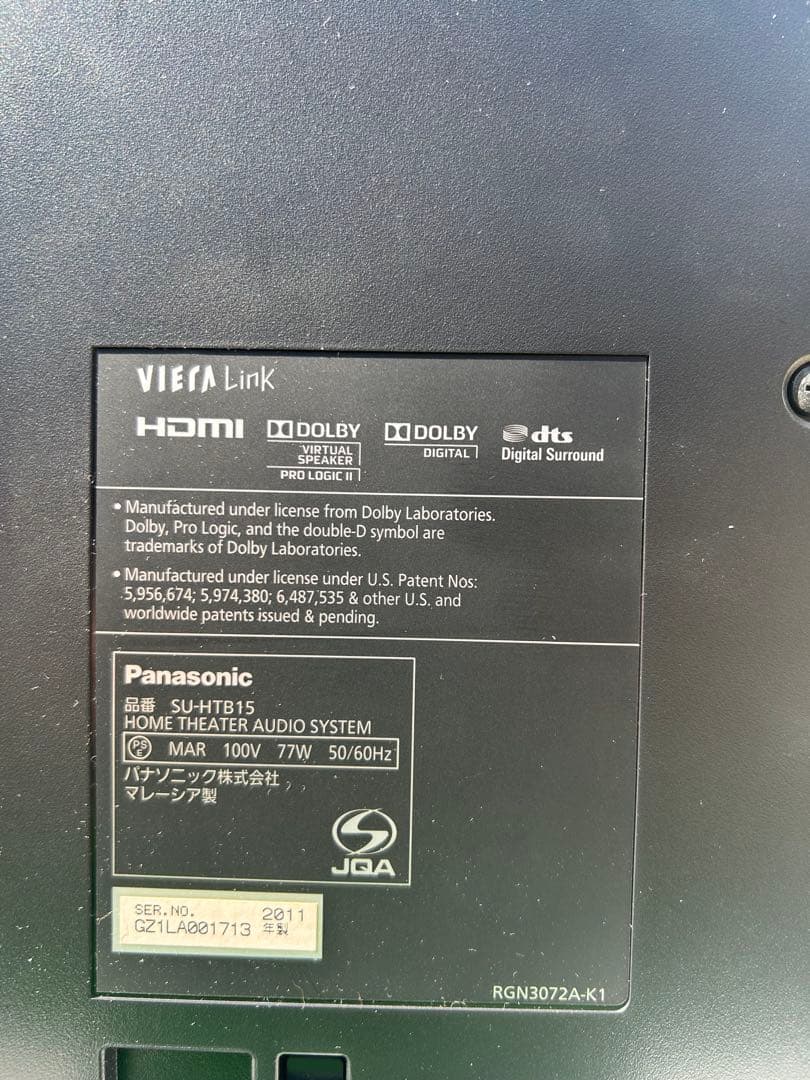 VIERA Link
HDMI
DOLBY
VIRTUAL
SPEAKER
PRO LOGIC II
DOLBY
DIGITAL
dts
Digital Surround
• Manufactured under license from Dolby Laboratories.
Dolby, Pro Logic, and the double-D symbol are
trademarks of Dolby Laboratories.
• Manufactured under license under U.S. Patent Nos:
5,956,674; 5,974,380; 6,487,535 & other U.S. and
worldwide patents issued & pending.
Panasonic
品番 SU-HTB15
HOME THEATER AUDIO SYSTEM
PSE MAR 100V 77W 50/60Hz
パナソニック株式会社
マレーシア製
JQA
SER.NO. 2011
GZ1LA001713 年製
RGN3072A-K1